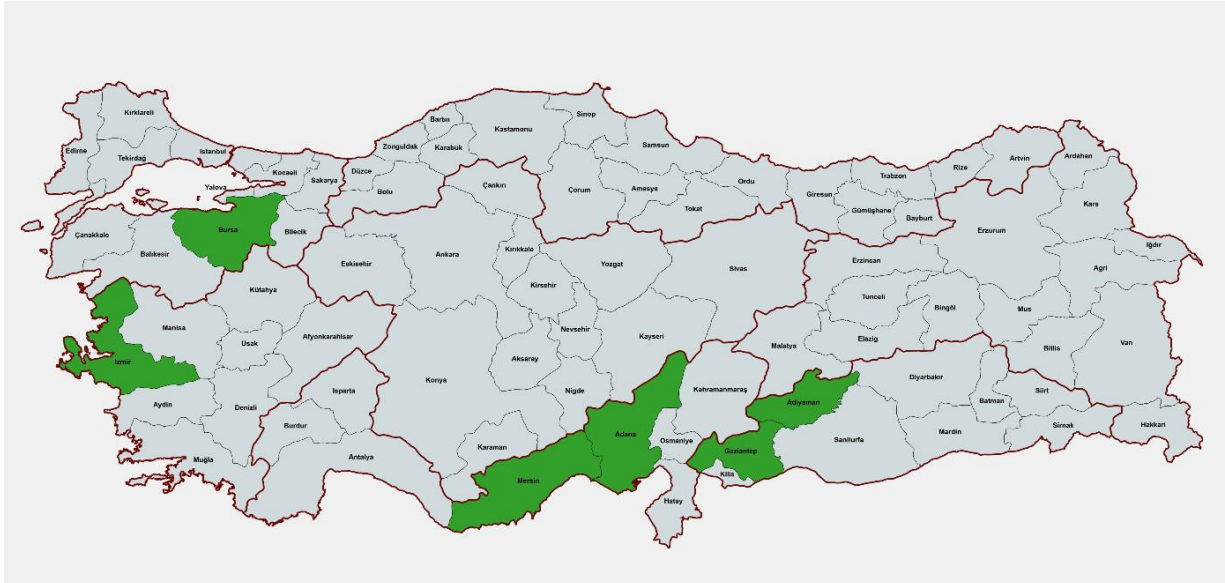 Kırklareli
Edirne
Tekirdağ
Istanbul
Yalova
Kocaeli
Sakarya
Düzce
Bolu
Zonguldak
Bartın
Karabük
Kastamonu
Sinop
Çankırı
Samsun
Çorum
Amasya
Ordu
Tokat
Giresun
Trabzon
Gümüşhane
Bayburt
Rize
Artvin
Ardahan
Kars
Iğdır
Çanakkale
Balıkesir
Bursa
Bilecik
Eskisehir
Ankara
Kırıkkale
Kirsehir
Yozgat
Sivas
Erzincan
Erzurum
Agri
Kütahya
Tunceli
Bingöl
Mus
Manisa
Usak
Afyonkarahisar
Nevsehir
Kayseri
Malatya
Elazig
Bitlis
Van
Izmir
Aksaray
Konya
Nigde
Kahramanmaraş
Diyarbakır
Batman
Siirt
Aydin
Denizli
Isparta
Burdur
Adıyaman
Sirnak
Hakkari
Muğla
Antalya
Karaman
Adana
Osmaniye
Gaziantep
Sanliurfa
Mardin
Mersin
Kilis
Hatay